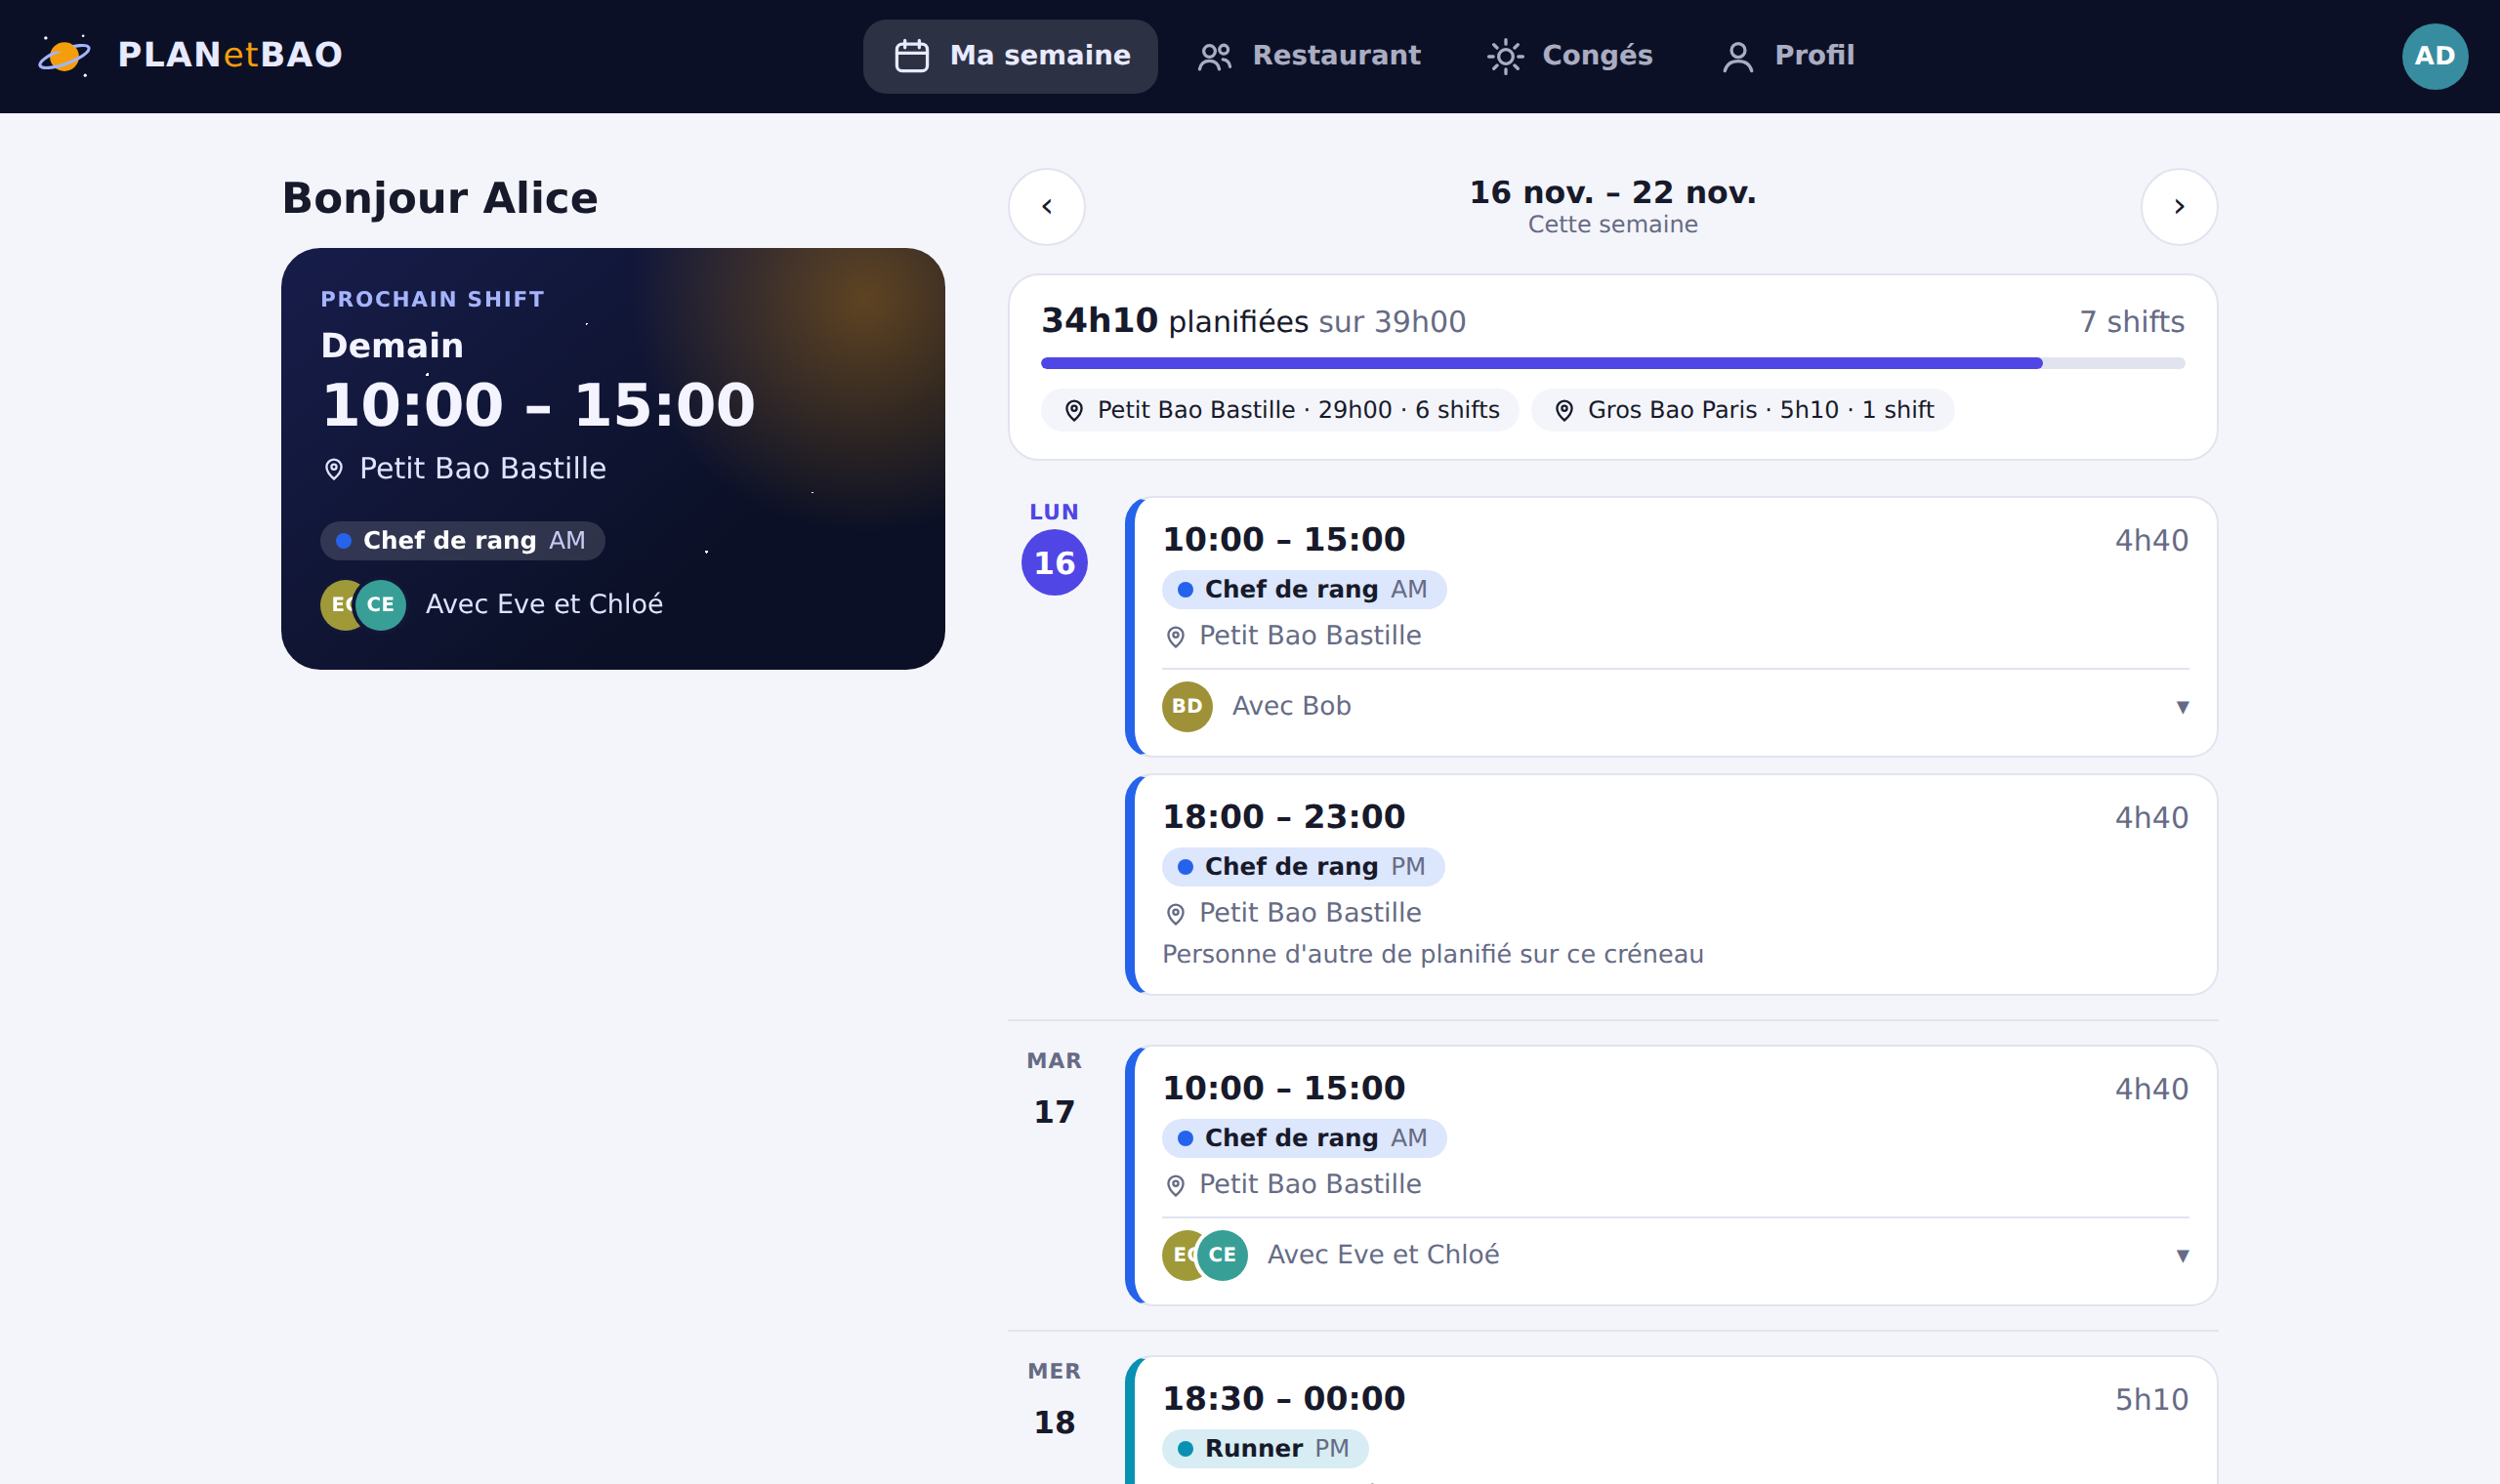 PLANetBAO
Ma semaine
Restaurant
Congés
Profil
AD
Bonjour Alice
PROCHAIN SHIFT
Demain
10:00 – 15:00
Petit Bao Bastille
Chef de rang AM
CE
Avec Eve et Chloé
‹
16 nov. – 22 nov.
Cette semaine
›
34h10 planifiées sur 39h00
7 shifts
Petit Bao Bastille · 29h00 · 6 shifts
Gros Bao Paris · 5h10 · 1 shift
LUN
16
10:00 – 15:00
4h40
Chef de rang AM
Petit Bao Bastille
BD
Avec Bob
▾
18:00 – 23:00
4h40
Chef de rang PM
Petit Bao Bastille
Personne d'autre de planifié sur ce créneau
MAR
17
10:00 – 15:00
4h40
Chef de rang AM
Petit Bao Bastille
CE
Avec Eve et Chloé
▾
MER
18
18:30 – 00:00
5h10
Runner PM